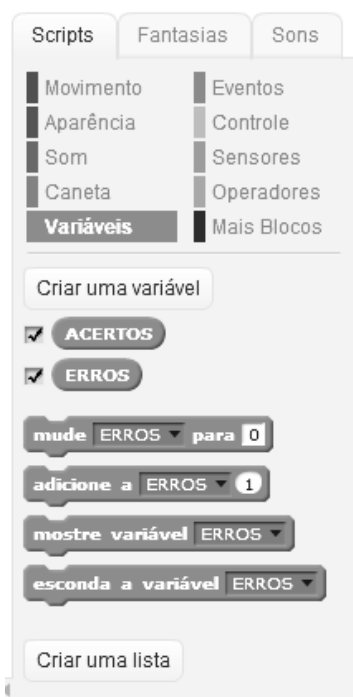 Scripts Fantasias Sons
Movimento Eventos
Aparência Controle
Som Sensores
Caneta Operadores
Variáveis Mais Blocos
Criar uma variável
ACERTOS
ERROS
mude ERROS para 0
adicione a ERROS 1
mostre variável ERROS
esconda a variável ERROS
Criar uma lista